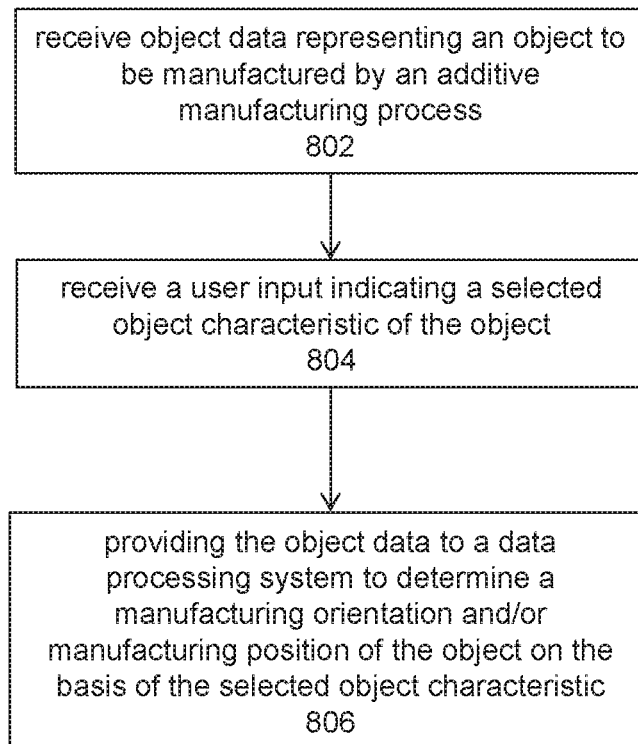 receive object data representing an object to
be manufactured by an additive
manufacturing process
802
receive a user input indicating a selected
object characteristic of the object
804
providing the object data to a data
processing system to determine a
manufacturing orientation and/or
manufacturing position of the object on the
basis of the selected object characteristic
806